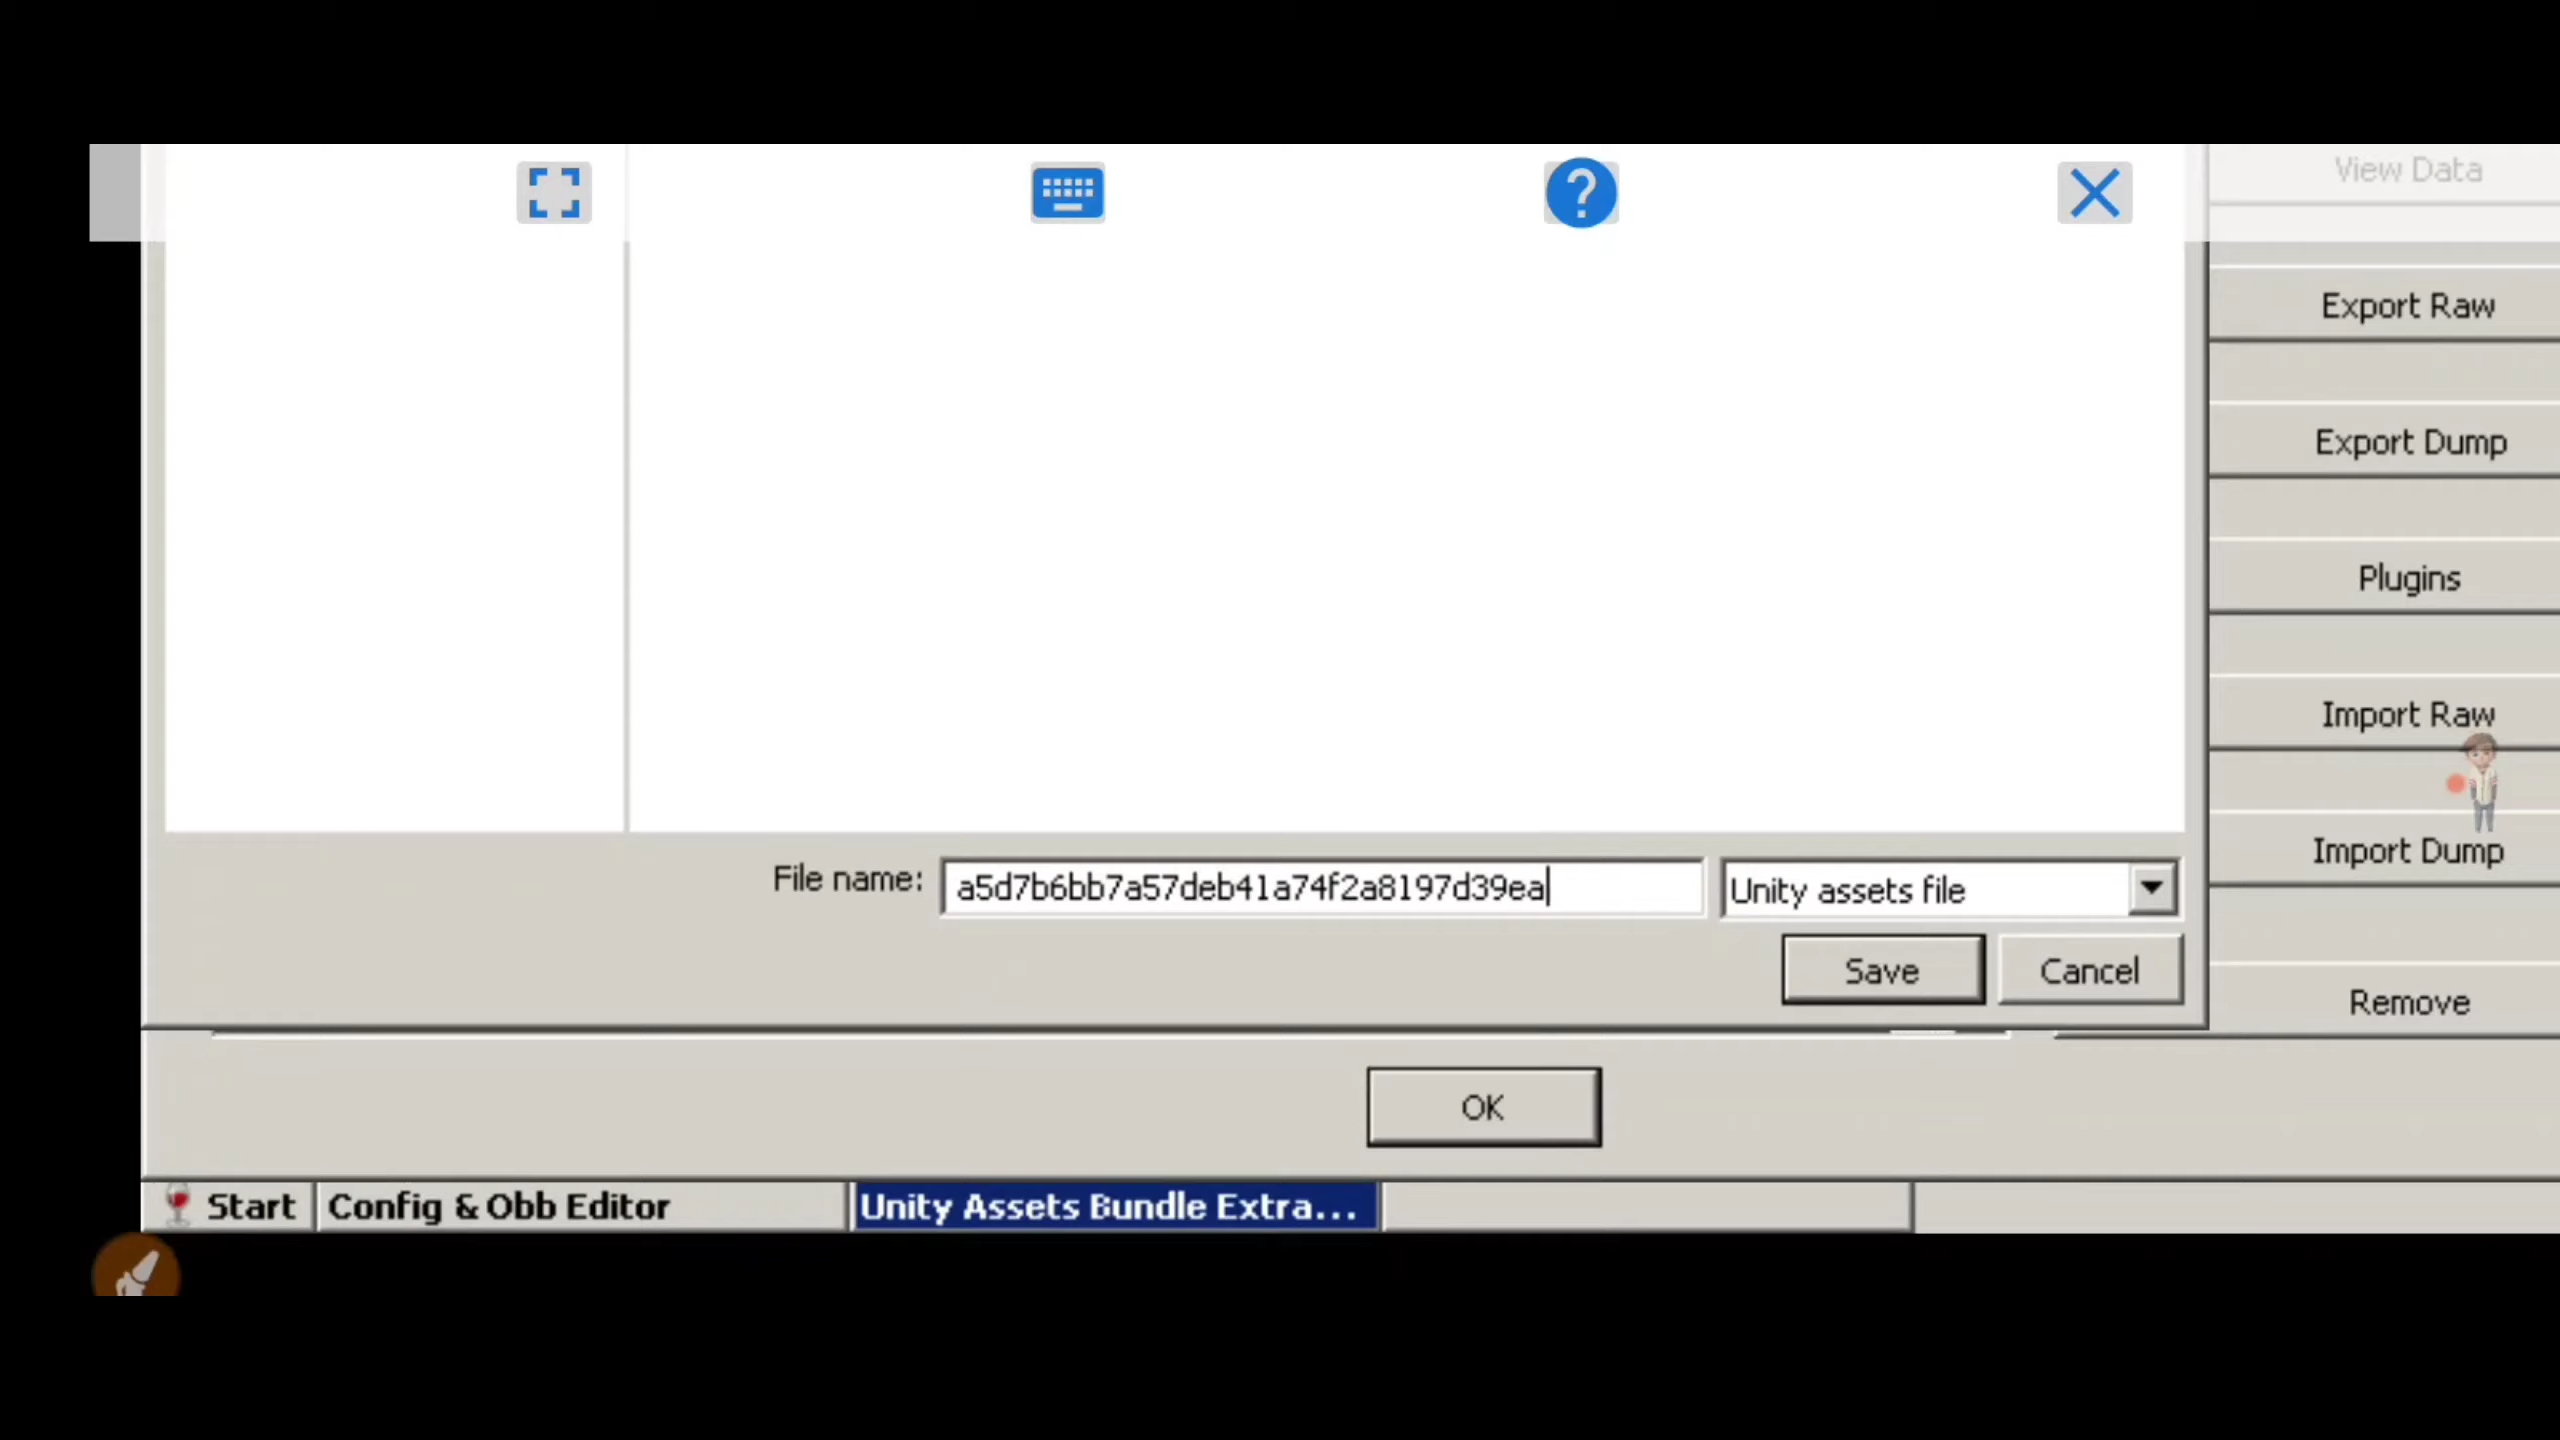 View Data
Export Raw
Export Dump
Plugins
Import Raw
Import Dump
File name: a5d7b6bb7a57deb41a74f2a8197d39ea Unity assets file
Save Cancel
Remove
OK
Start Config & Obb Editor Unity Assets Bundle Extra...